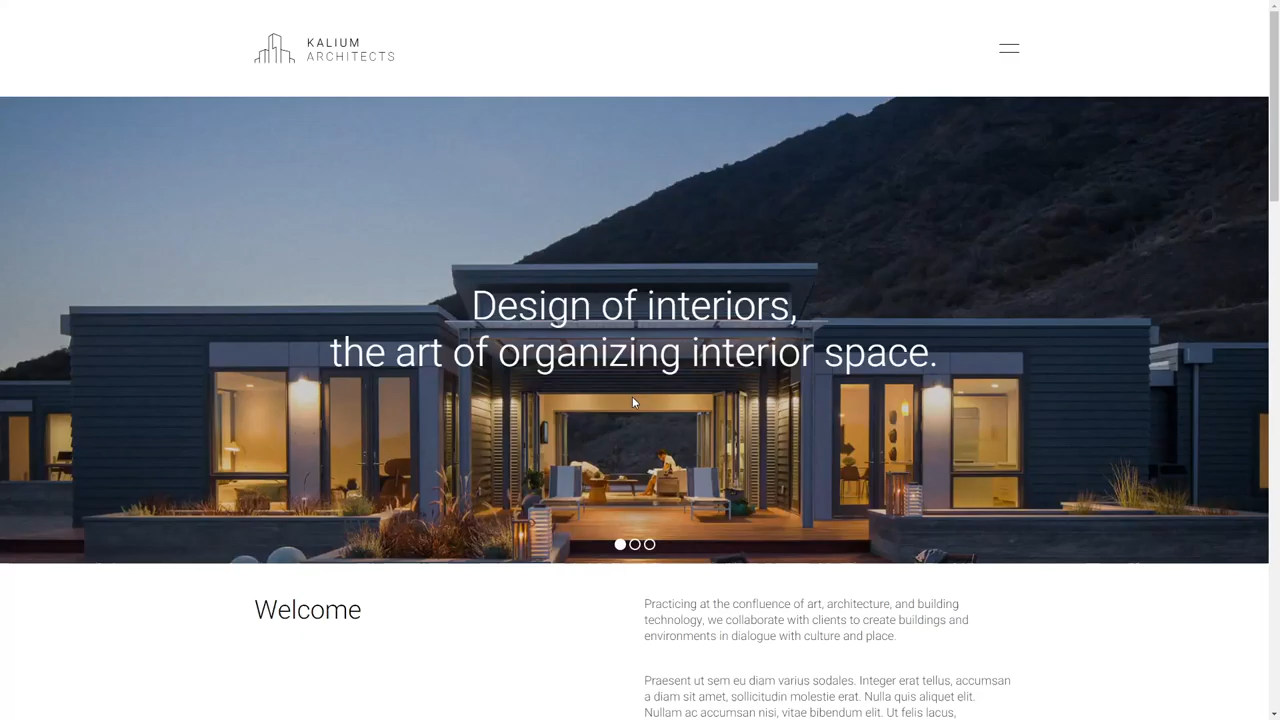 KALIUM
ARCHITECTS
Design of interiors,
the art of organizing interior space.
Welcome
Practicing at the confluence of art, architecture, and building
technology, we collaborate with clients to create buildings and
environments in dialogue with culture and place.
Praesent ut sem eu diam varius sodales. Integer erat tellus, accumsan
a diam sit amet, sollicitudin molestie erat. Nulla quis aliquet elit.
Nullam ac accumsan nisi, vitae bibendum elit. Ut felis lacus,